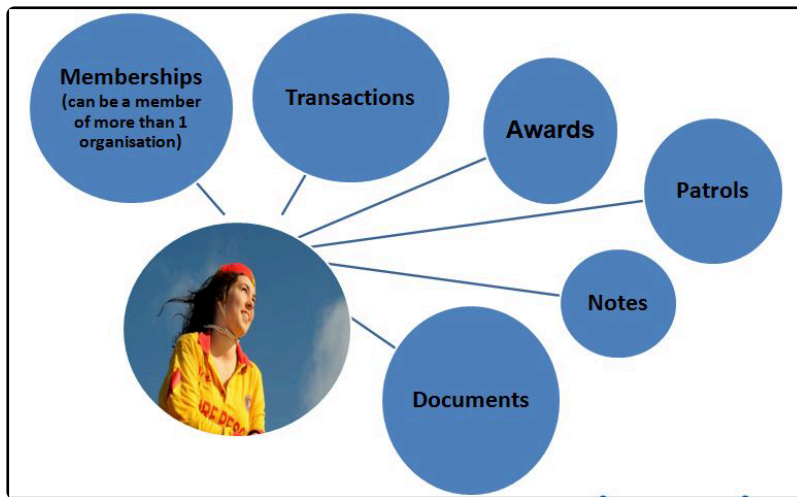 Memberships
(can be a member
of more than 1
organisation)
Transactions
Awards
Patrols
Notes
Documents